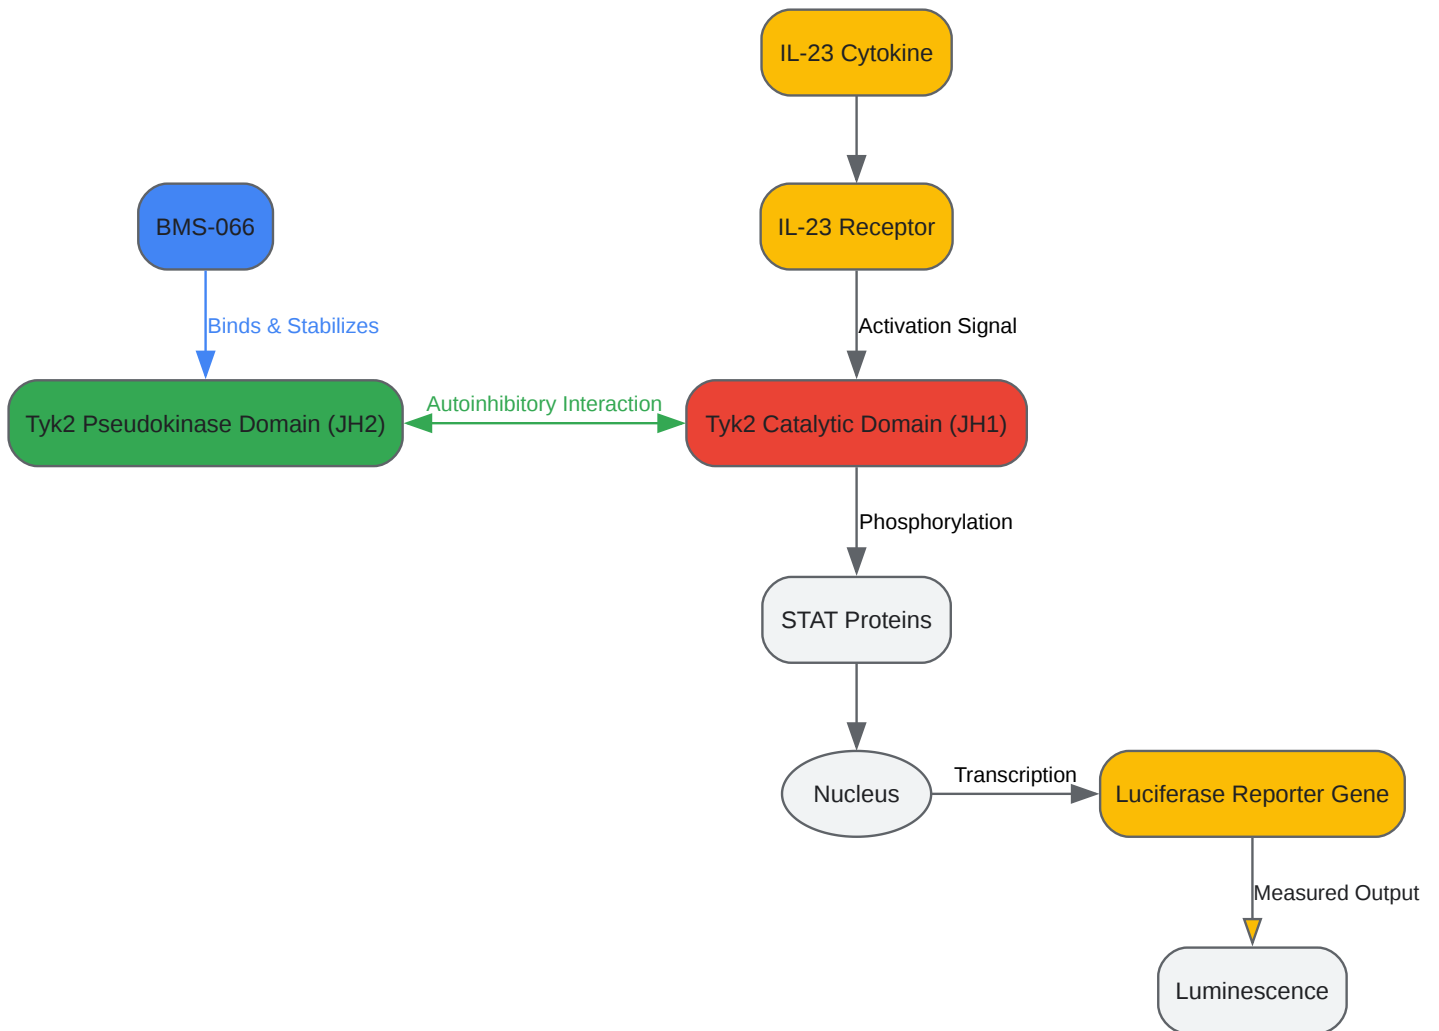 IL-23 Cytokine
BMS-066
IL-23 Receptor
Binds & Stabilizes
Activation Signal
Tyk2 Pseudokinase Domain (JH2)
Autoinhibitory Interaction
Tyk2 Catalytic Domain (JH1)
Phosphorylation
STAT Proteins
Nucleus
Transcription
Luciferase Reporter Gene
Measured Output
Luminescence